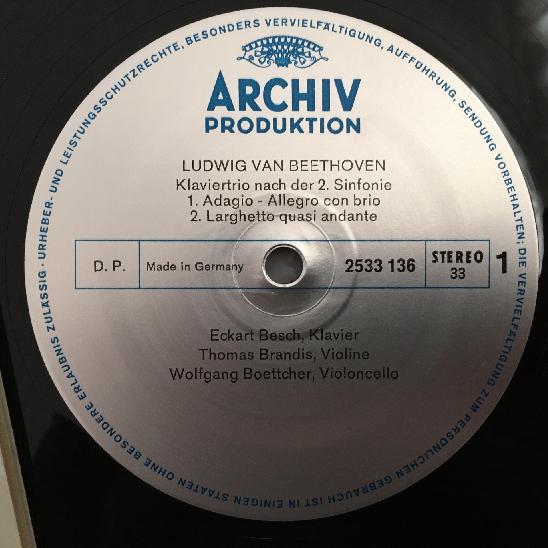 ARCHIV
PRODUKTION
LUDWIG VAN BEETHOVEN
Klaviertrio nach der 2. Sinfonie
1. Adagio - Allegro con brio
2. Larghetto quasi andante
D. P.
Made in Germany
2533 136
STEREO
33
1
Eckart Besch, Klavier
Thomas Brandis, Violine
Wolfgang Boettcher, Violoncello
URHEBER- UND LEISTUNGSSCHUTZRECHTE, BESONDERS VERVIELFÄLTIGUNG, AUFFÜHRUNG, SENDUNG VORBEHALTEN; DIE VERVIELFÄLTIGUNG ZUM PERSÖNLICHEN GEBRAUCH IST IN EINIGEN STAATEN OHNE BESONDERE ERLAUBNIS ZULÄSSIG ·